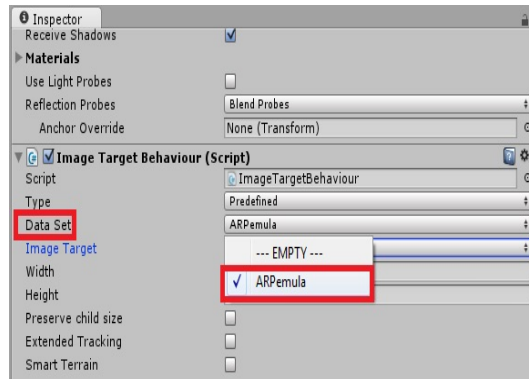 Inspector
Receive Shadows
Materials
Use Light Probes
Reflection Probes Blend Probes
Anchor Override None (Transform)
Image Target Behaviour (Script)
Script ImageTargetBehaviour
Type Predefined
Data Set ARPemula
Image Target --- EMPTY ---
Width ARPemula
Height
Preserve child size
Extended Tracking
Smart Terrain